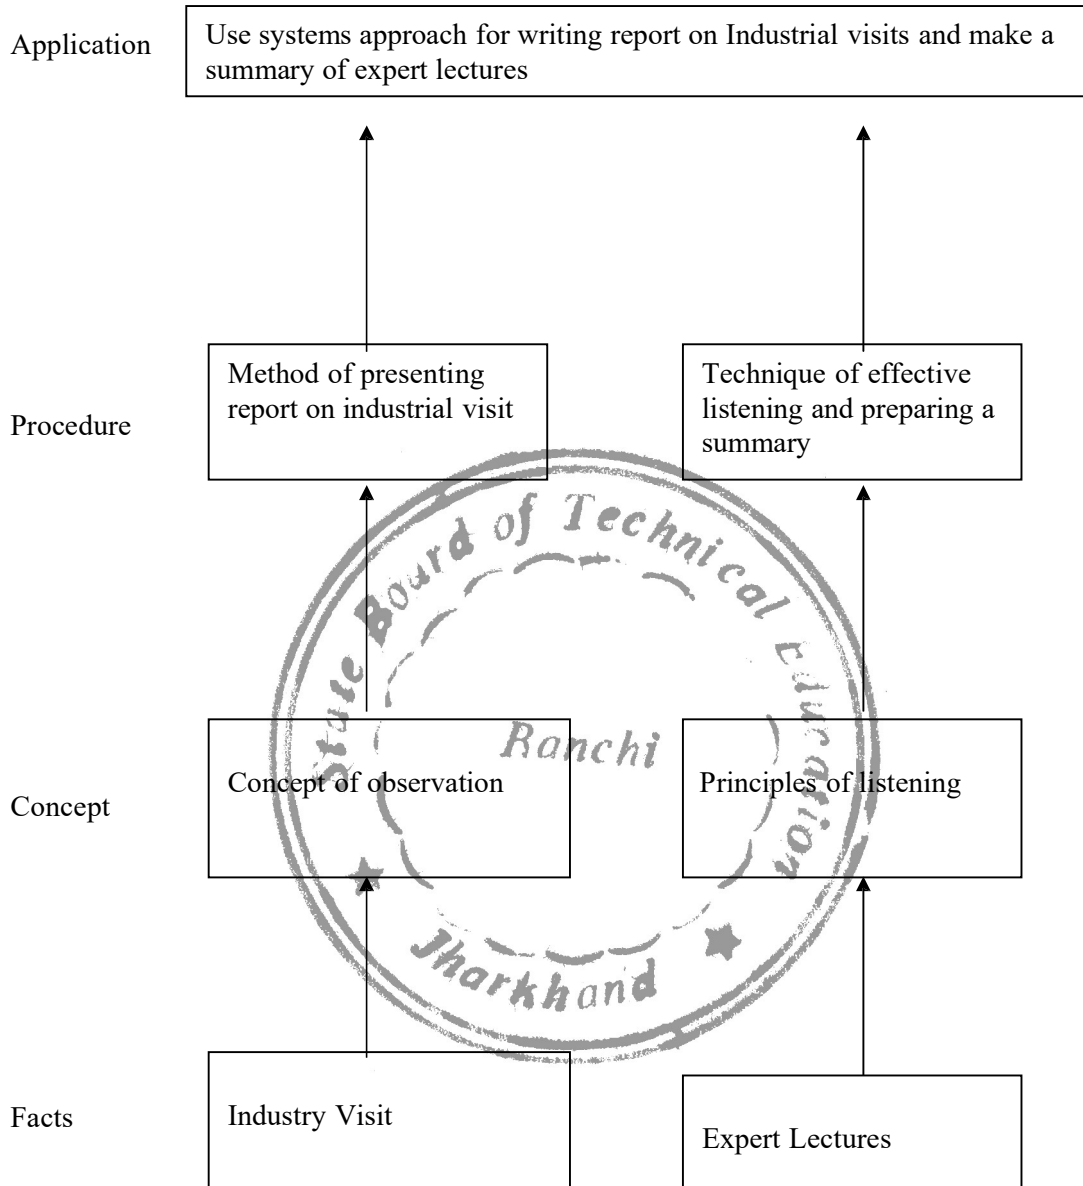 Application
Use systems approach for writing report on Industrial visits and make a
summary of expert lectures
Procedure
Method of presenting
report on industrial visit
Technique of effective
listening and preparing a
summary
State Board of Technical Education
Ranchi
Jharkhand
Concept
Concept of observation
Principles of listening
Facts
Industry Visit
Expert Lectures